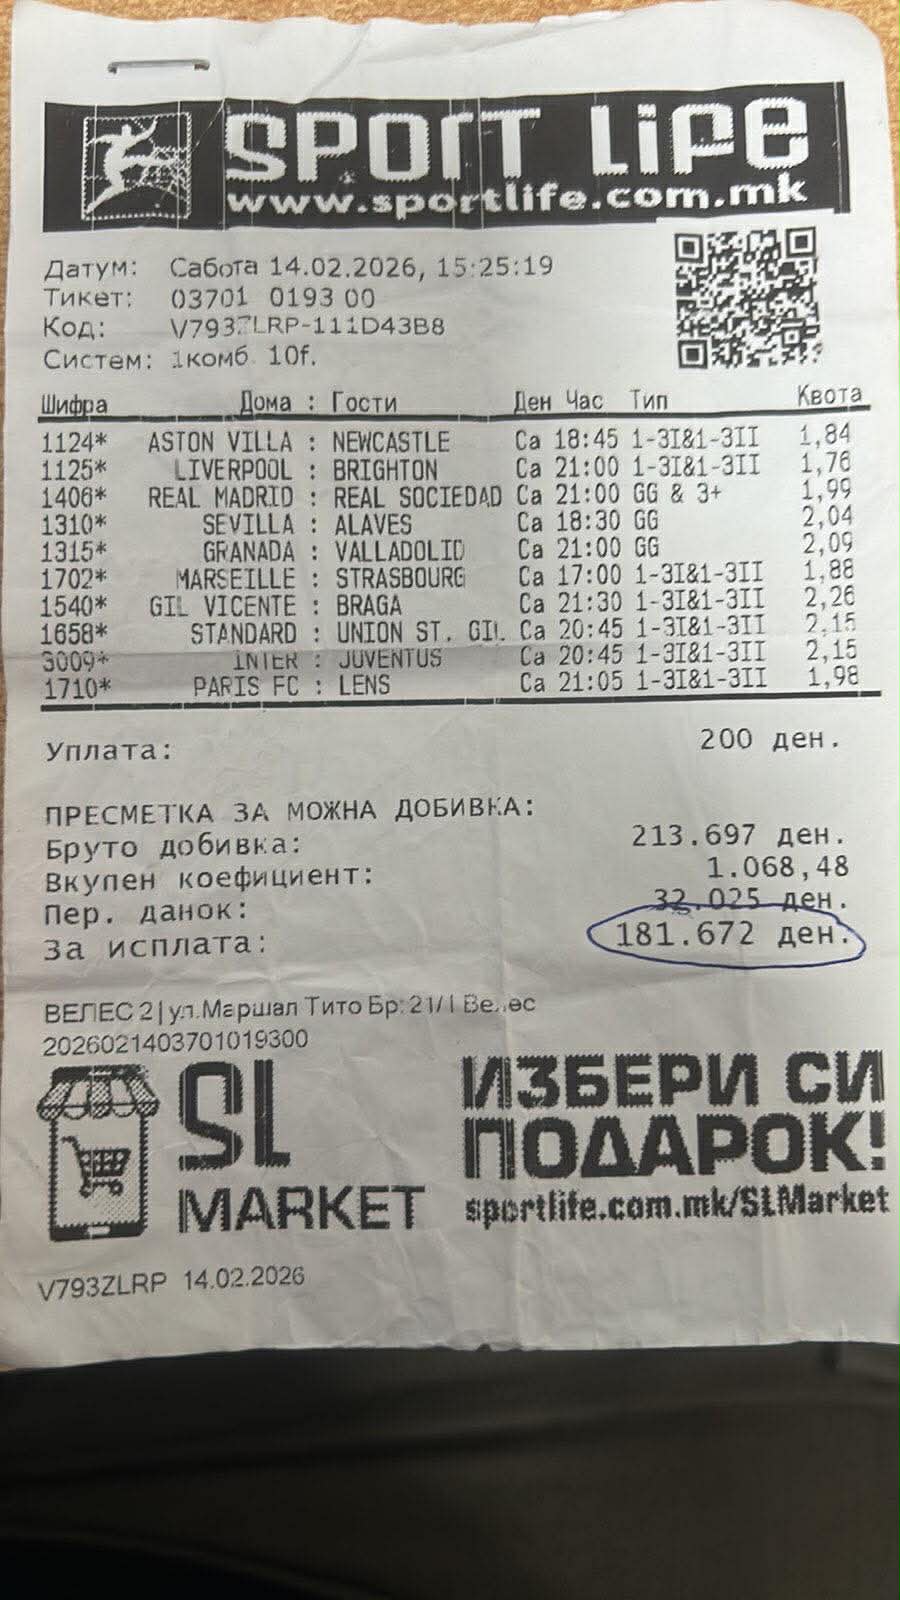 SPORT LIFE
www.sportlife.com.mk
Датум: Сабота 14.02.2026, 15:25:19
Тикет: 03701 0193 00
Код: V793ZLRP-111D43B8
Систем: 1комб 10f.
Шифра Дома : Гости Ден Час Тип Квота
1124* ASTON VILLA : NEWCASTLE Са 18:45 1-3I&1-3II 1,84
1125* LIVERPOOL : BRIGHTON Са 21:00 1-3I&1-3II 1,76
1406* REAL MADRID : REAL SOCIEDAD Са 21:00 GG & 3+ 1,99
1310* SEVILLA : ALAVES Са 18:30 GG 2,04
1315* GRANADA : VALLADOLID Са 21:00 GG 2,09
1702* MARSEILLE : STRASBOURG Са 17:00 1-3I&1-3II 1,88
1540* GIL VICENTE : BRAGA Са 21:30 1-3I&1-3II 2,26
1658* STANDARD : UNION ST. GIL Са 20:45 1-3I&1-3II 2,15
3009* INTER : JUVENTUS Са 20:45 1-3I&1-3II 2,15
1710* PARIS FC : LENS Са 21:05 1-3I&1-3II 1,98
Уплата: 200 ден.
ПРЕСМЕТКА ЗА МОЖНА ДОБИВКА:
Бруто добивка: 213.697 ден.
Вкупен коефициент: 1.068,48
Пер. данок: 32.025 ден.
За исплата: 181.672 ден.
ВЕЛЕС 2|ул.Маршал Тито Бр: 21/1 Велес
2026021403701019300
SL MARKET
ИЗБЕРИ СИ
ПОДАРОК!
sportlife.com.mk/SLMarket
V793ZLRP 14.02.2026